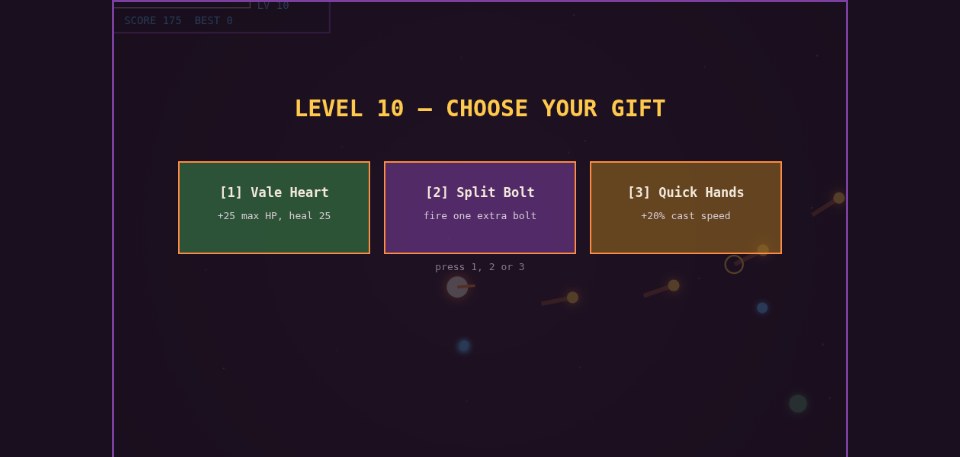 LV 10
SCORE 175  BEST 0
LEVEL 10 — CHOOSE YOUR GIFT
[1] Vale Heart
+25 max HP, heal 25
[2] Split Bolt
fire one extra bolt
[3] Quick Hands
+20% cast speed
press 1, 2 or 3